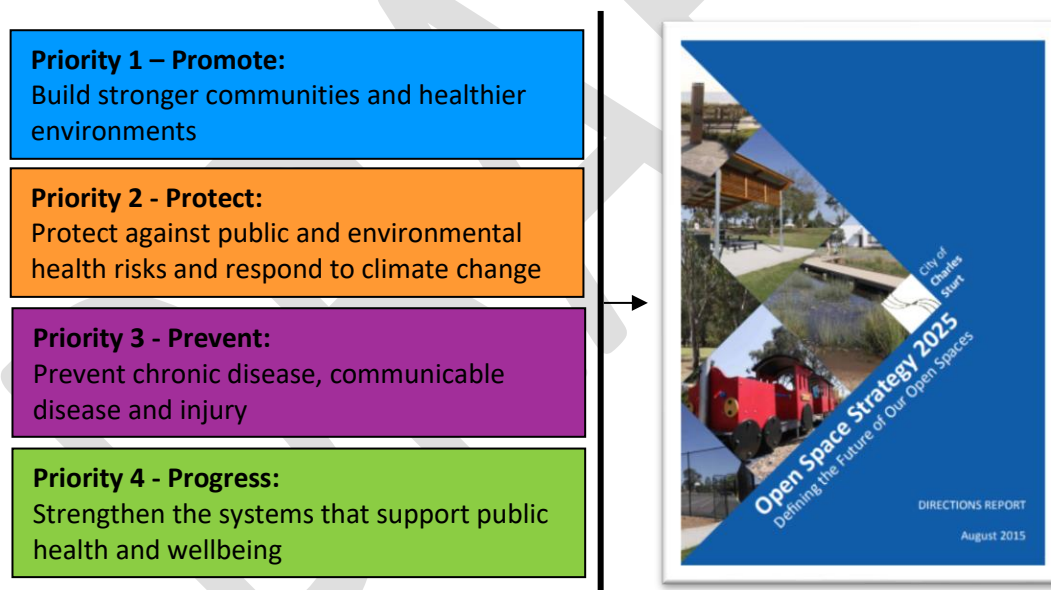 Priority 1 – Promote:
Build stronger communities and healthier
environments
Priority 2 - Protect:
Protect against public and environmental
health risks and respond to climate change
Priority 3 - Prevent:
Prevent chronic disease, communicable
disease and injury
Priority 4 - Progress:
Strengthen the systems that support public
health and wellbeing
City of
Charles
Sturt
Open Space Strategy 2025
Defining the Future of Our Open Spaces
DIRECTIONS REPORT
August 2015